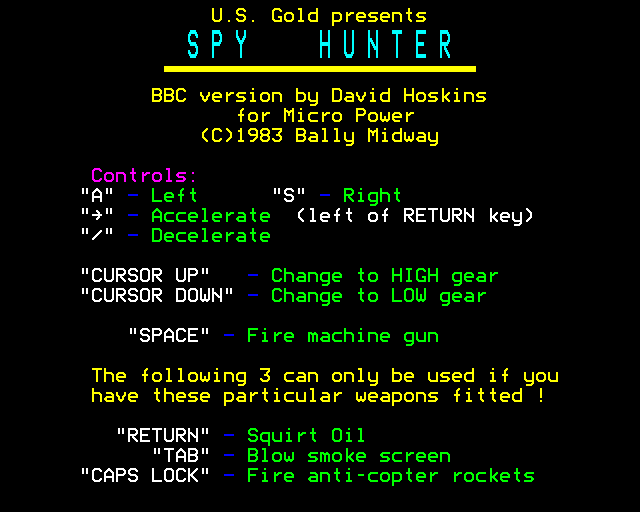 U.S. Gold presents
SPY HUNTER
BBC version by David Hoskins
for Micro Power
(C)1983 Bally Midway
Controls:
"A" - Left "S" - Right
"→" - Accelerate (left of RETURN key)
"/" - Decelerate
"CURSOR UP" - Change to HIGH gear
"CURSOR DOWN" - Change to LOW gear
"SPACE" - Fire machine gun
The following 3 can only be used if you
have these particular weapons fitted !
"RETURN" - Squirt Oil
"TAB" - Blow smoke screen
"CAPS LOCK" - Fire anti-copter rockets